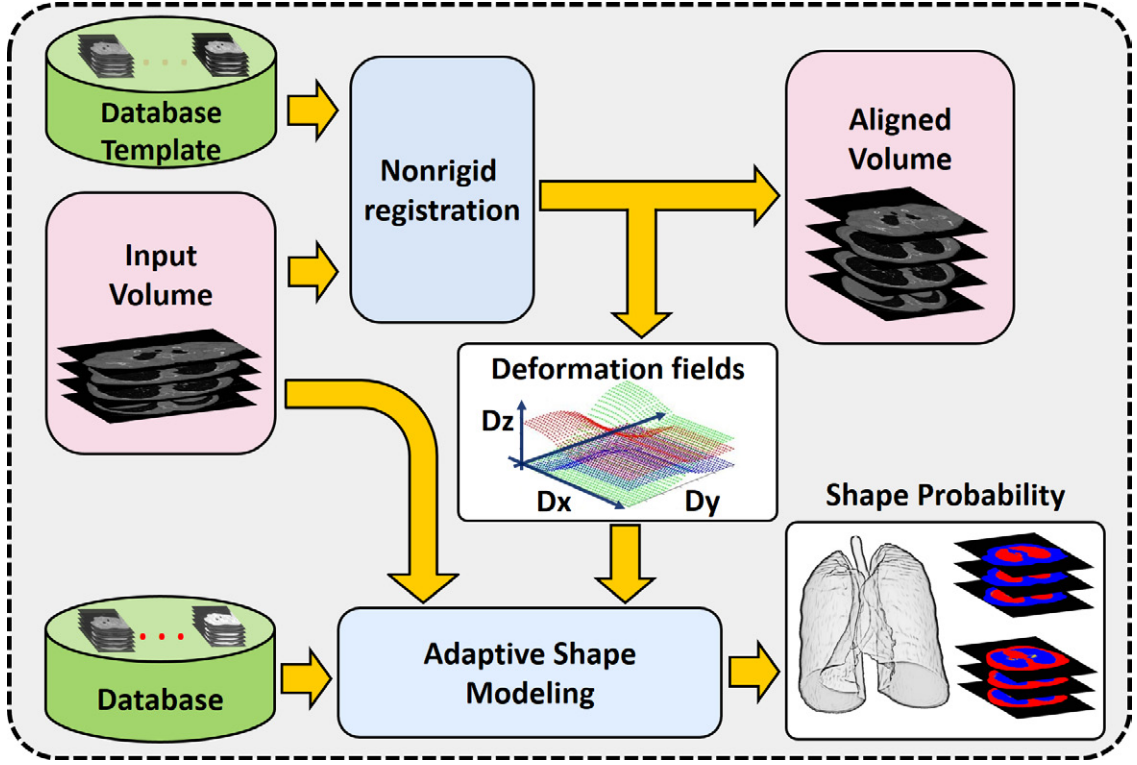 Database
Template
Nonrigid
registration
Aligned
Volume
Input
Volume
Deformation fields
Dz
Dx
Dy
Shape Probability
Adaptive Shape
Modeling
Database